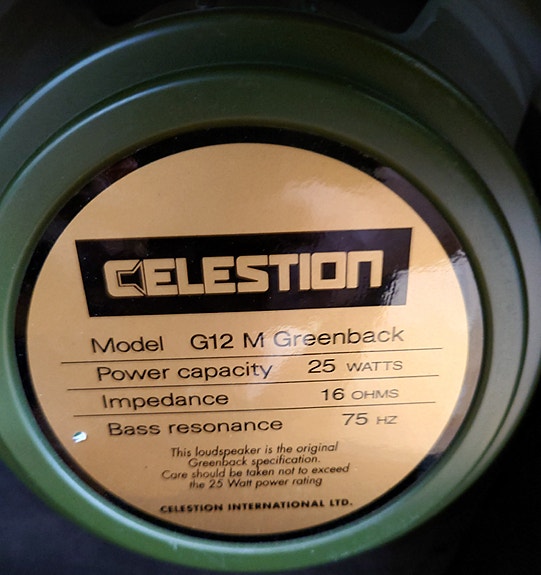 CELESTION
Model G12 M Greenback
Power capacity 25 WATTS
Impedance 16 OHMS
Bass resonance 75 HZ
This loudspeaker is the original
Greenback specification.
Care should be taken not to exceed
the 25 Watt power rating
CELESTION INTERNATIONAL LTD.